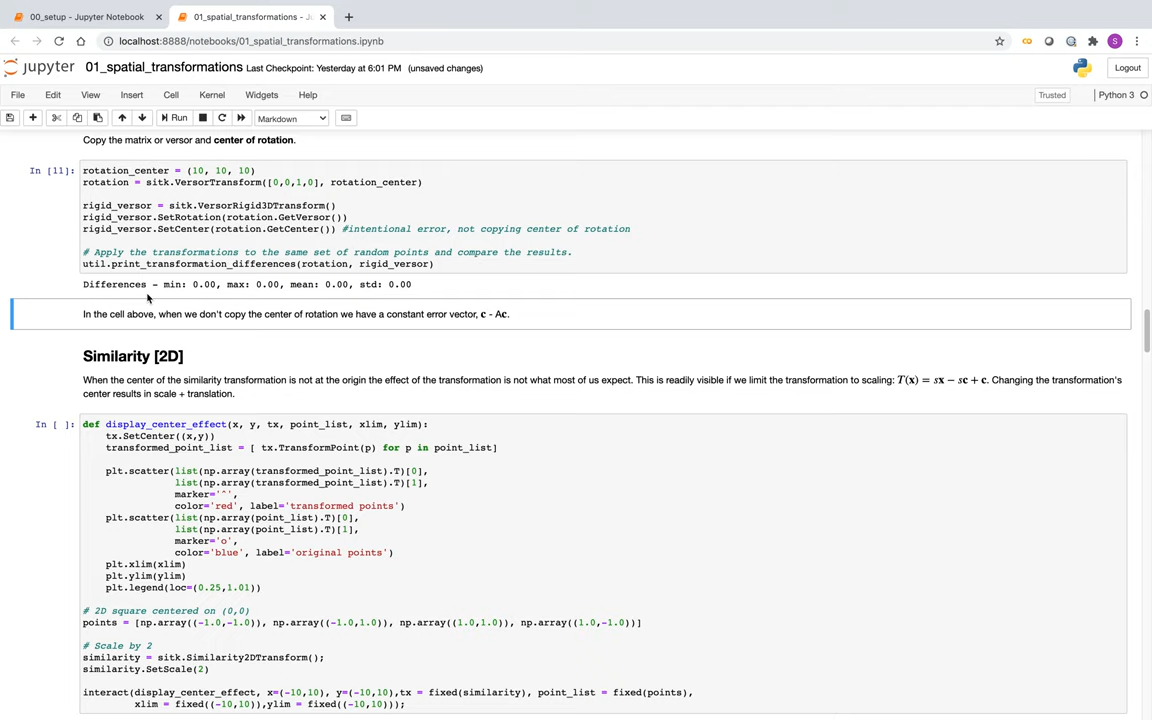 00_setup - Jupyter Notebook
01_spatial_transformations - Ju
localhost:8888/notebooks/01_spatial_transformations.ipynb
S
jupyter 01_spatial_transformations Last Checkpoint: Yesterday at 6:01 PM (unsaved changes)
Logout
File Edit View Insert Cell Kernel Widgets Help
Trusted
Python 3
Run
Markdown
Copy the matrix or versor and center of rotation.
In [11]:
rotation_center = (10, 10, 10)
rotation = sitk.VersorTransform([0,0,1,0], rotation_center)
rigid_versor = sitk.VersorRigid3DTransform()
rigid_versor.SetRotation(rotation.GetVersor())
rigid_versor.SetCenter(rotation.GetCenter()) #intentional error, not copying center of rotation
# Apply the transformations to the same set of random points and compare the results.
util.print_transformation_differences(rotation, rigid_versor)
Differences - min: 0.00, max: 0.00, mean: 0.00, std: 0.00
In the cell above, when we don't copy the center of rotation we have a constant error vector, c - Ac.
Similarity [2D]
When the center of the similarity transformation is not at the origin the effect of the transformation is not what most of us expect. This is readily visible if we limit the transformation to scaling: T(x) = sx − sc + c. Changing the transformation's
center results in scale + translation.
In [ ]:
def display_center_effect(x, y, tx, point_list, xlim, ylim):
tx.SetCenter((x,y))
transformed_point_list = [ tx.TransformPoint(p) for p in point_list]
plt.scatter(list(np.array(transformed_point_list).T)[0],
list(np.array(transformed_point_list).T)[1],
marker='^',
color='red', label='transformed points')
plt.scatter(list(np.array(point_list).T)[0],
list(np.array(point_list).T)[1],
marker='o',
color='blue', label='original points')
plt.xlim(xlim)
plt.ylim(ylim)
plt.legend(loc=(0.25,1.01))
# 2D square centered on (0,0)
points = [np.array((-1.0,-1.0)), np.array((-1.0,1.0)), np.array((1.0,1.0)), np.array((1.0,-1.0))]
# Scale by 2
similarity = sitk.Similarity2DTransform();
similarity.SetScale(2)
interact(display_center_effect, x=(-10,10), y=(-10,10),tx = fixed(similarity), point_list = fixed(points),
xlim = fixed((-10,10)),ylim = fixed((-10,10)));